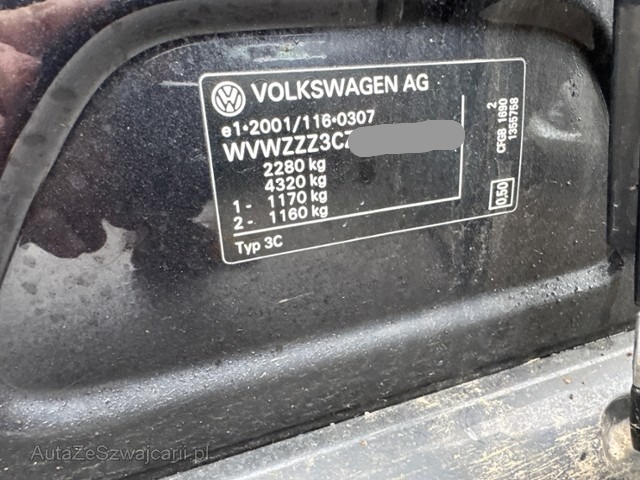 VOLKSWAGEN AG
e1*2001/116*0307
WVWZZZ3CZ
2280 kg
4320 kg
1- 1170 kg
2- 1160 kg
Typ 3C
2
CFGB 1690
1355758
0,50
AutaZeSzwajcarii.pl